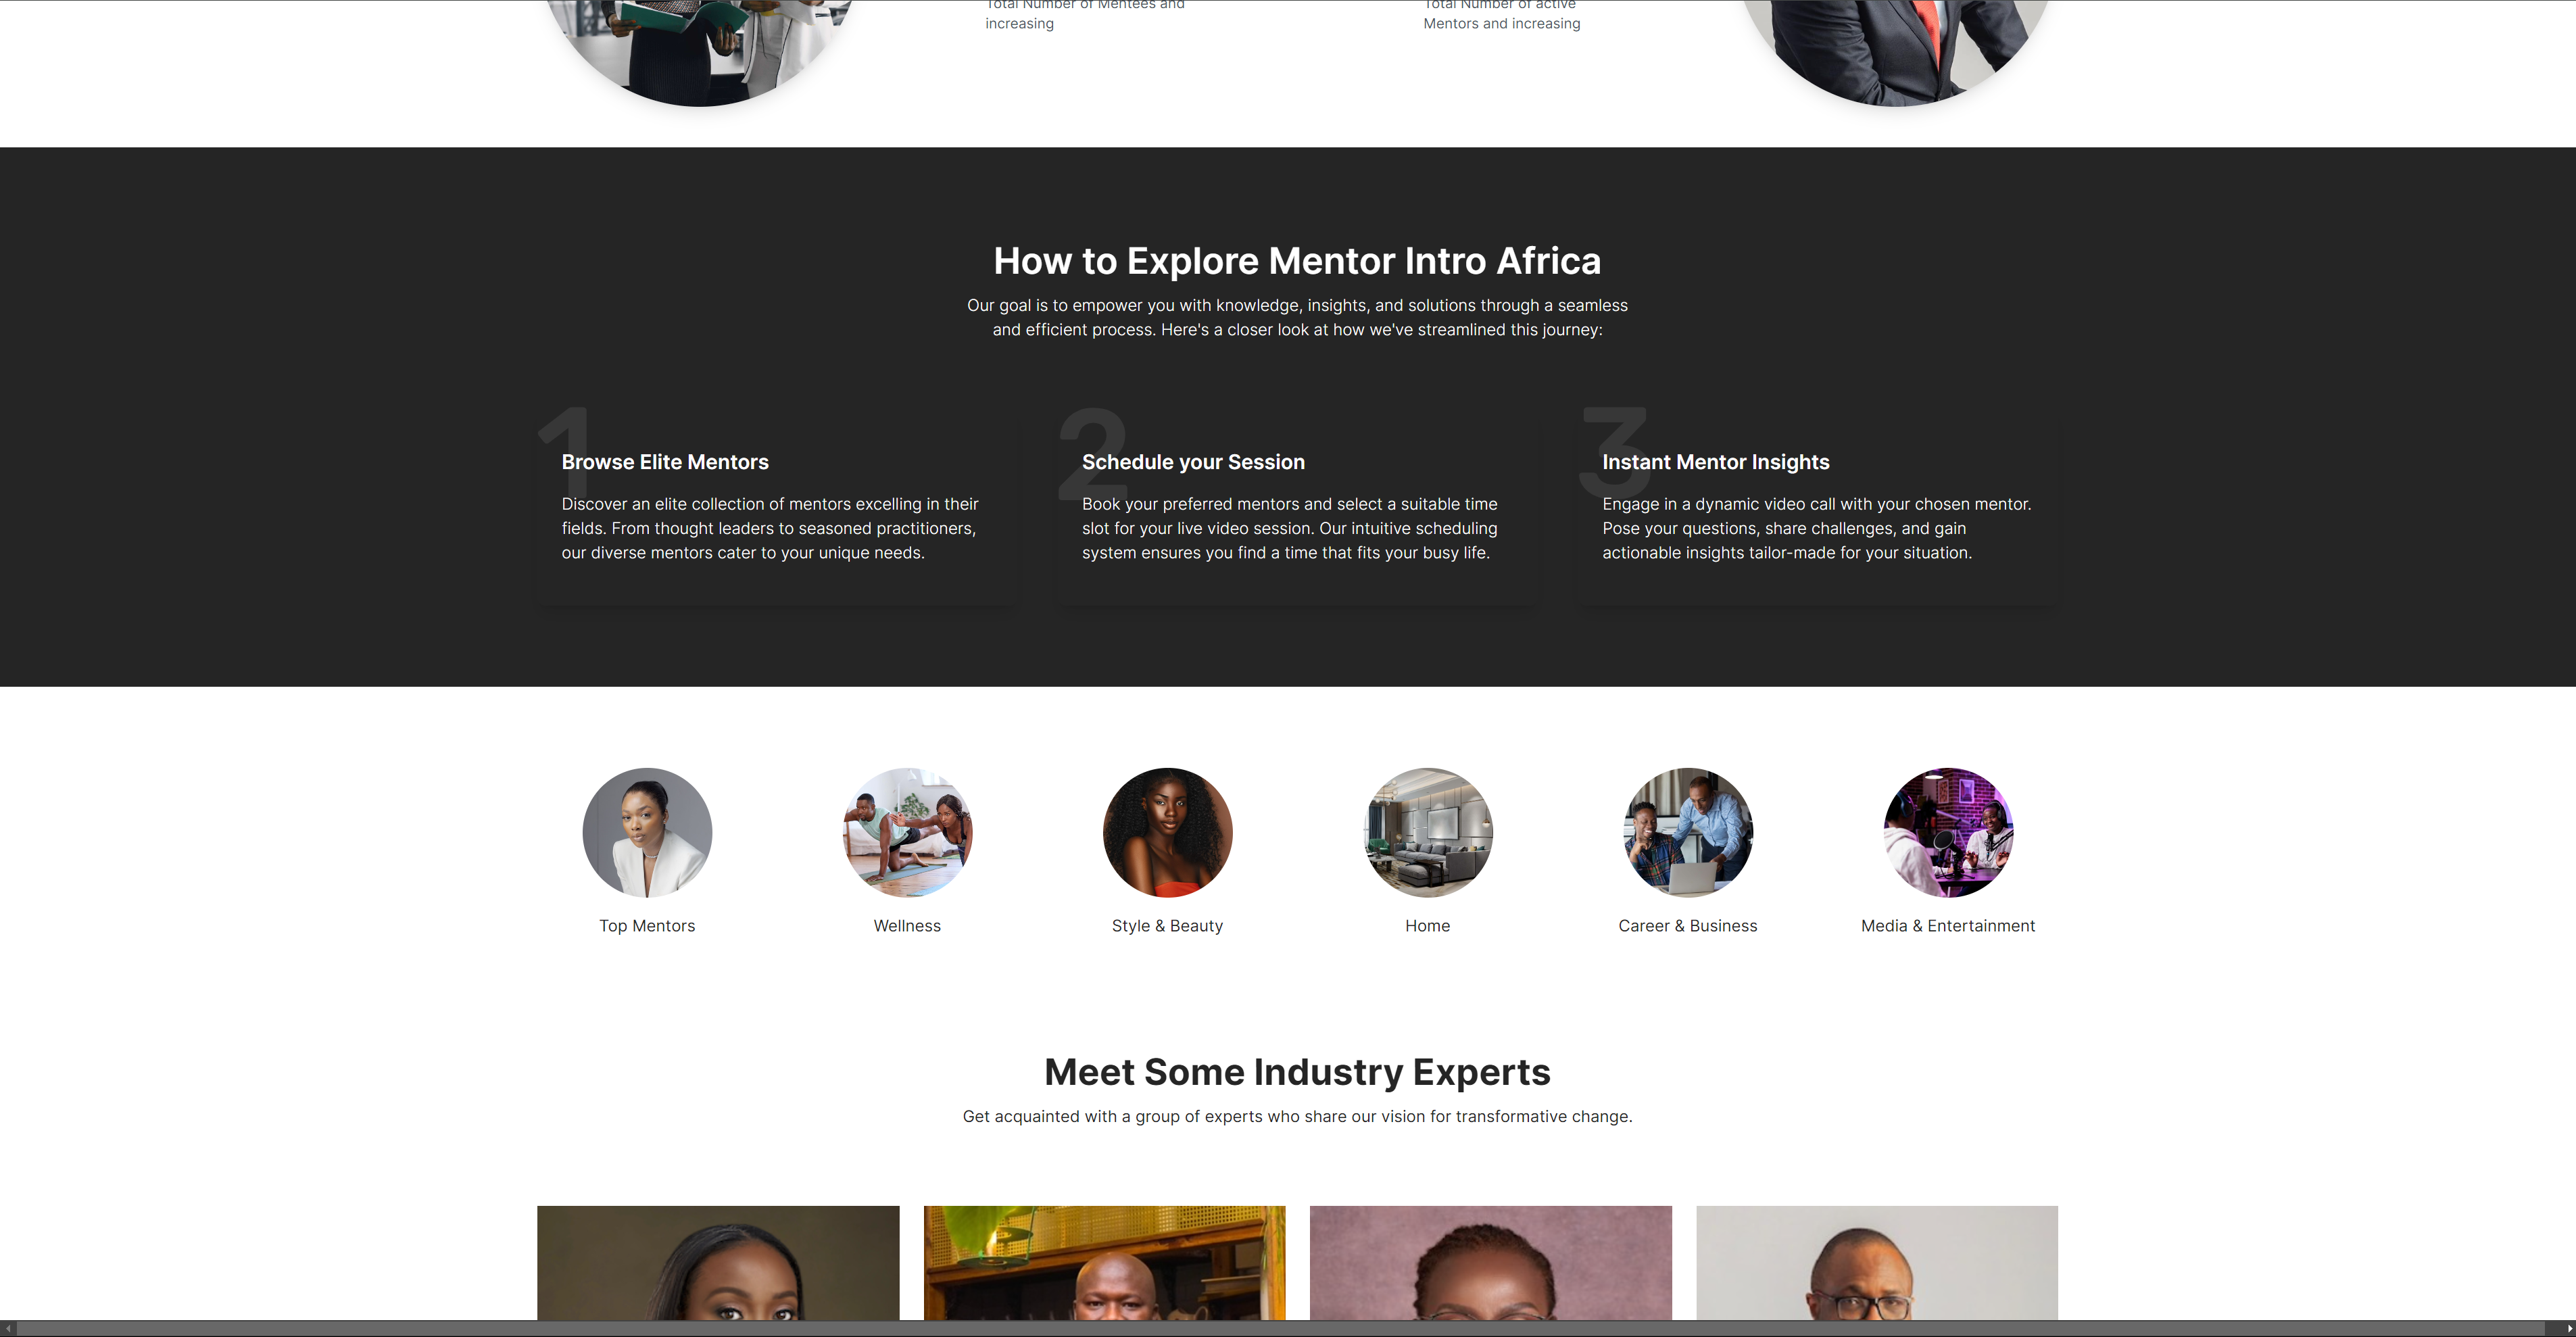 Total Number of Mentees and
increasing
Total Number of active
Mentors and increasing
How to Explore Mentor Intro Africa
Our goal is to empower you with knowledge, insights, and solutions through a seamless
and efficient process. Here's a closer look at how we've streamlined this journey:
1
Browse Elite Mentors
Discover an elite collection of mentors excelling in their
fields. From thought leaders to seasoned practitioners,
our diverse mentors cater to your unique needs.
2
Schedule your Session
Book your preferred mentors and select a suitable time
slot for your live video session. Our intuitive scheduling
system ensures you find a time that fits your busy life.
3
Instant Mentor Insights
Engage in a dynamic video call with your chosen mentor.
Pose your questions, share challenges, and gain
actionable insights tailor-made for your situation.
Top Mentors
Wellness
Style & Beauty
Home
Career & Business
Media & Entertainment
Meet Some Industry Experts
Get acquainted with a group of experts who share our vision for transformative change.